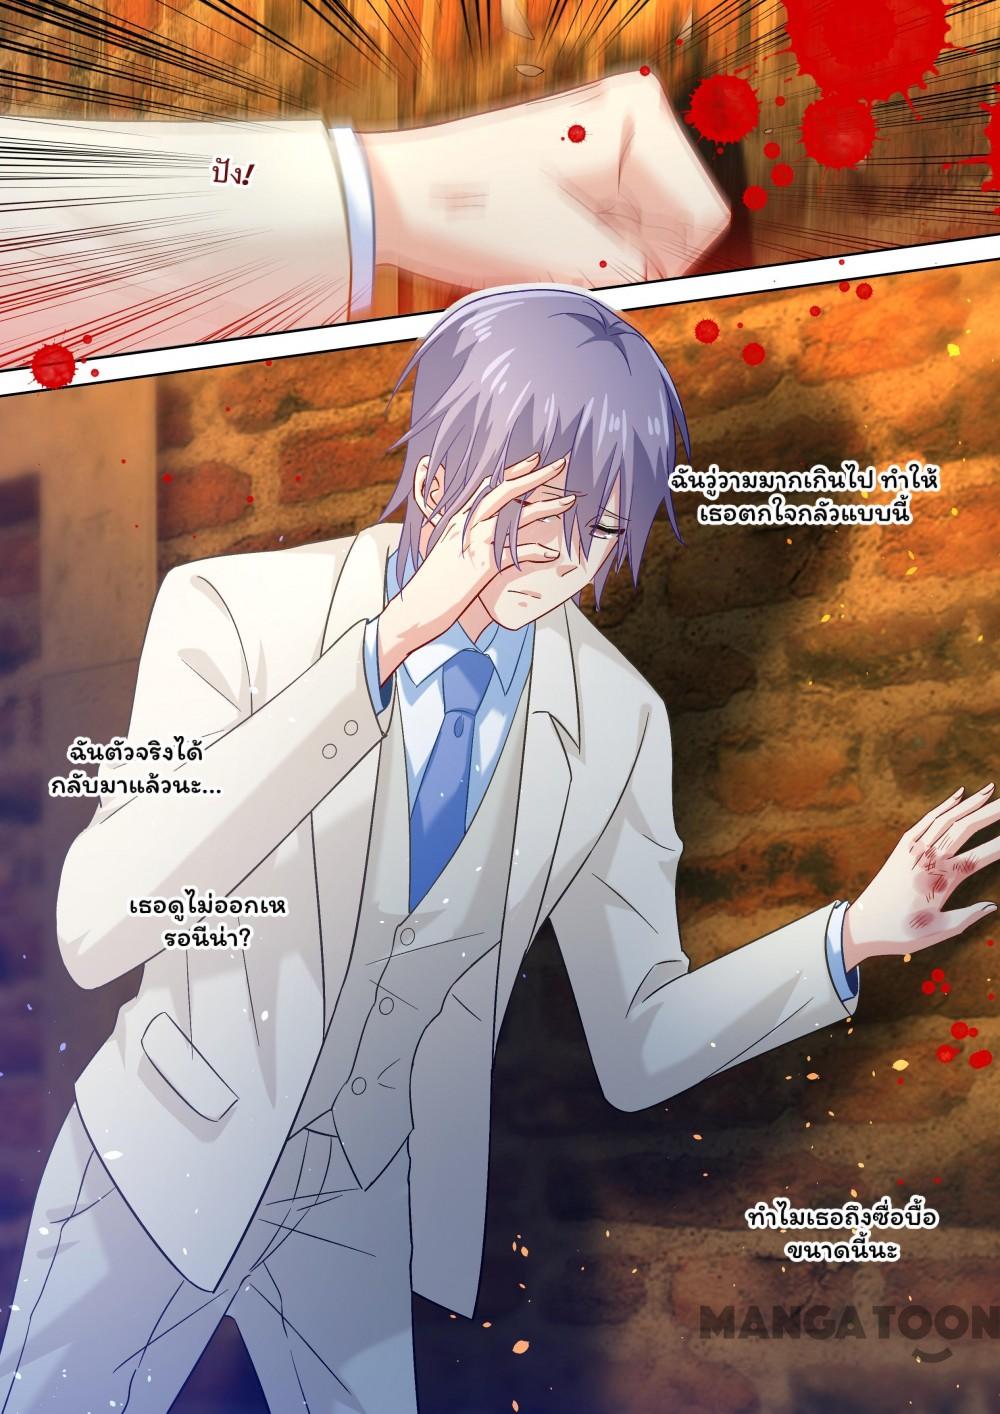 ปัง!
ฉันวู่วามมากเกินไป ทำให้
เธอตกใจกลัวแบบนี้
ฉันตัวจริงได้
กลับมาแล้วนะ...
เธอดูไม่ออกเห
รอนีน่า?
ทำไมเธอถึงซื่อบื้อ
ขนาดนี้นะ
MANGATOON